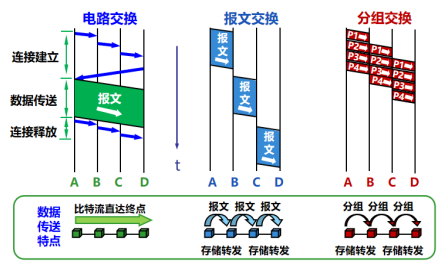 电路交换 报文交换 分组交换
连接建立
数据传送
连接释放
报文
t
报文
报文
报文
P1 P2 P3 P4
P1 P2 P3 P4
P1 P2 P3 P4
A B C D
A B C D
A B C D
数据
传送
特点
比特流直达终点
报文 报文 报文
存储转发 存储转发
分组 分组 分组
存储转发 存储转发